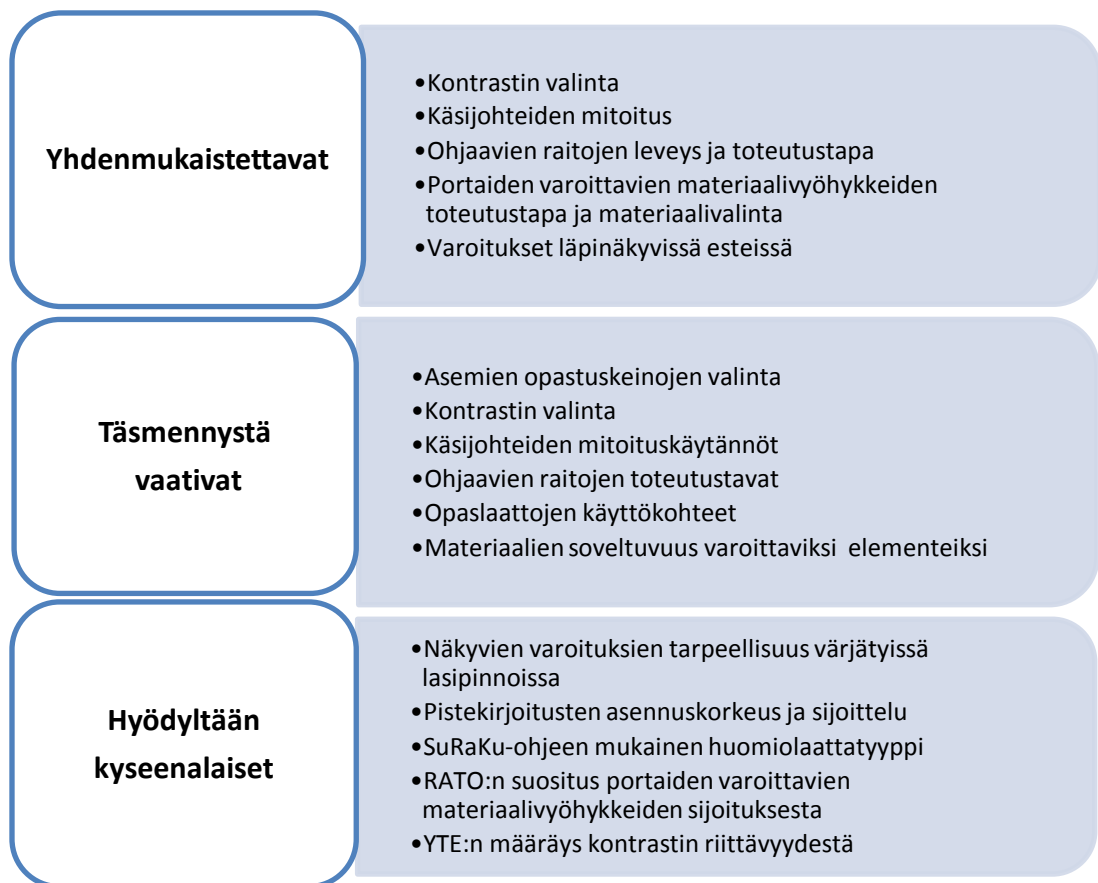 Yhdenmukaistettavat
•Kontrastin valinta
•Käsijohteiden mitoitus
•Ohjaavien raitojen leveys ja toteutustapa
•Portaiden varoittavien materiaalivyöhykkeiden
toteutustapa ja materiaalivalinta
•Varoitukset läpinäkyvissä esteissä
Täsmennystä
vaativat
•Asemien opastuskeinojen valinta
•Kontrastin valinta
•Käsijohteiden mitoituskäytännöt
•Ohjaavien raitojen toteutustavat
•Opaslaattojen käyttökohteet
•Materiaalien soveltuvuus varoittaviksi elementeiksi
Hyödyltään
kyseenalaiset
•Näkyvien varoituksien tarpeellisuus värjätyissä
lasipinnoissa
•Pistekirjoitusten asennuskorkeus ja sijoittelu
•SuRaKu-ohjeen mukainen huomiolaattatyyppi
•RATO:n suositus portaiden varoittavien
materiaalivyöhykkeiden sijoituksesta
•YTE:n määräys kontrastin riittävyydestä